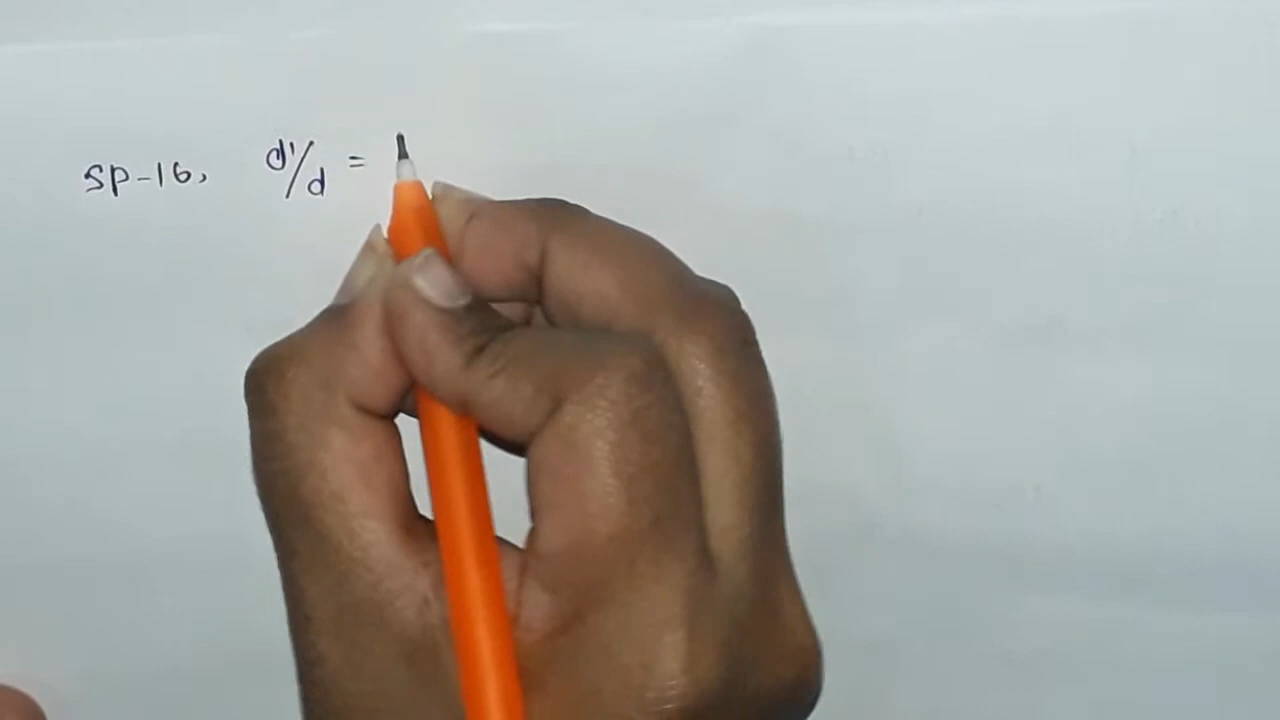 SP-16, d'/d =